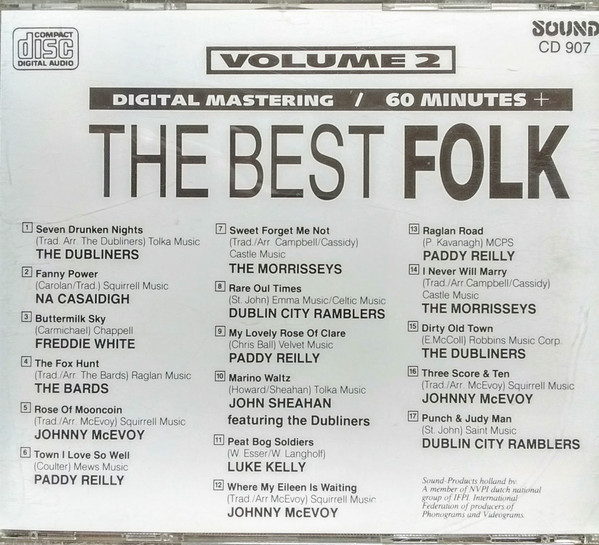 COMPACT
disc
DIGITAL AUDIO
SOUND
CD 907
VOLUME 2
DIGITAL MASTERING / 60 MINUTES +
THE BEST FOLK
1 Seven Drunken Nights
(Trad. Arr. The Dubliners) Tolka Music
THE DUBLINERS
2 Fanny Power
(Carolan/Trad.) Squirrell Music
NA CASAIDIGH
3 Buttermilk Sky
(Carmichael) Chappell
FREDDIE WHITE
4 The Fox Hunt
(Trad./Arr. The Bards) Raglan Music
THE BARDS
5 Rose Of Mooncoin
(Trad./Arr. McEvoy) Squirrell Music
JOHNNY McEVOY
6 Town I Love So Well
(Coulter) Mews Music
PADDY REILLY
7 Sweet Forget Me Not
(Trad./Arr Campbell/Cassidy)
Castle Music
THE MORRISSEYS
8 Rare Oul Times
(St. John) Emma Music/Celtic Music
DUBLIN CITY RAMBLERS
9 My Lovely Rose Of Clare
(Chris Ball) Velvet Music
PADDY REILLY
10 Marino Waltz
(Howard/Sheahan) Tolka Music
JOHN SHEAHAN
featuring the Dubliners
11 Peat Bog Soldiers
(W. Esser/W. Langholf)
LUKE KELLY
12 Where My Eileen Is Waiting
(Trad./Arr McEvoy) Squirrell Music
JOHNNY McEVOY
13 Raglan Road
(P. Kavanagh) MCPS
PADDY REILLY
14 I Never Will Marry
(Trad./Arr Campbell/Cassidy)
Castle Music
THE MORRISSEYS
15 Dirty Old Town
(E.McColl) Robbins Music Corp.
THE DUBLINERS
16 Three Score & Ten
(Trad./Arr. McEvoy) Squirrell Music
JOHNNY McEVOY
17 Punch & Judy Man
(St. John) Saint Music
DUBLIN CITY RAMBLERS
Sound-Products holland bv.
A member of NVPI dutch national
group of IFPI. International
Federation of producers of
Phonograms and Videograms.